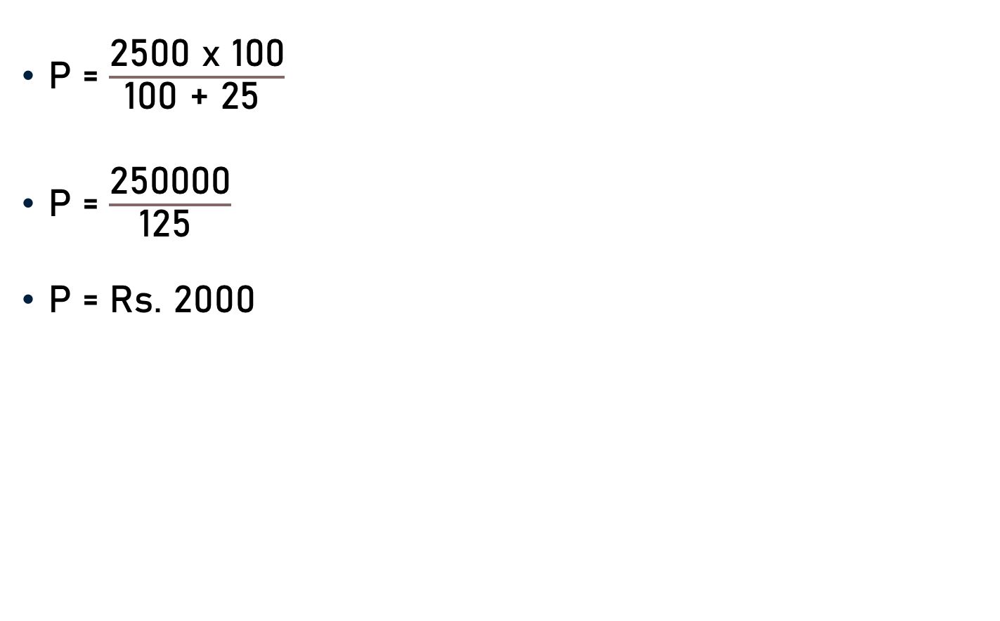 • P = 2500 x 100
100 + 25
• P = 250000
125
• P = Rs. 2000